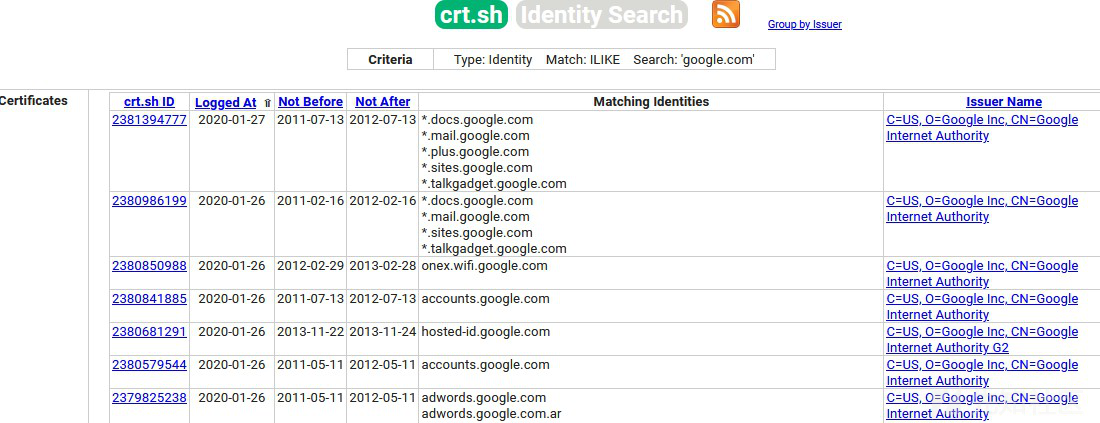 crt.sh Identity Search
Group by Issuer
Criteria Type: Identity Match: ILIKE Search: 'google.com'
Certificates crt.sh ID Logged At ⇧ Not Before Not After Matching Identities Issuer Name
2381394777 2020-01-27 2011-07-13 2012-07-13 *.docs.google.com C=US, O=Google Inc, CN=Google
*.mail.google.com Internet Authority
*.plus.google.com
*.sites.google.com
*.talkgadget.google.com
2380986199 2020-01-26 2011-02-16 2012-02-16 *.docs.google.com C=US, O=Google Inc, CN=Google
*.mail.google.com Internet Authority
*.sites.google.com
*.talkgadget.google.com
2380850988 2020-01-26 2012-02-29 2013-02-28 onex.wifi.google.com C=US, O=Google Inc, CN=Google
Internet Authority
2380841885 2020-01-26 2011-07-13 2012-07-13 accounts.google.com C=US, O=Google Inc, CN=Google
Internet Authority
2380681291 2020-01-26 2013-11-22 2013-11-24 hosted-id.google.com C=US, O=Google Inc, CN=Google
Internet Authority G2
2380579544 2020-01-26 2011-05-11 2012-05-11 accounts.google.com C=US, O=Google Inc, CN=Google
Internet Authority
2379825238 2020-01-26 2011-05-11 2012-05-11 adwords.google.com C=US, O=Google Inc, CN=Google
adwords.google.com.ar Internet Authority